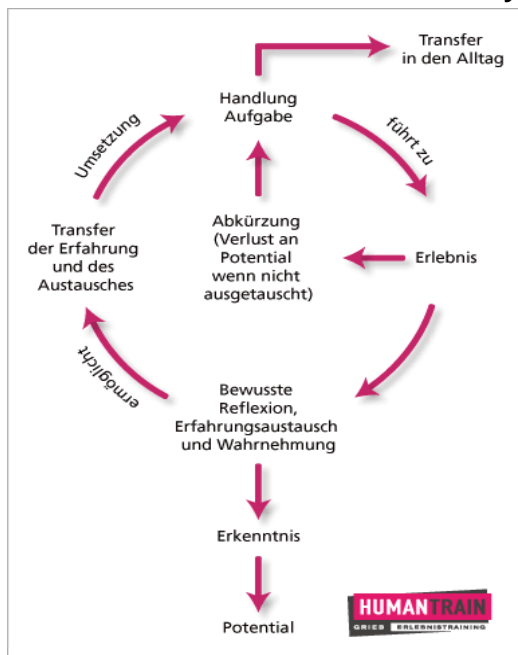 Transfer
in den Alltag
Handlung
Aufgabe
Umsetzung
führt zu
Transfer
der Erfahrung
und des
Austausches
Abkürzung
(Verlust an
Potential
wenn nicht
ausgetauscht)
Erlebnis
ermöglicht
Bewusste
Reflexion,
Erfahrungsaustausch
und Wahrnehmung
Erkenntnis
Potential
HUMANTRAIN
GRIES ERLEBNISTRAINING